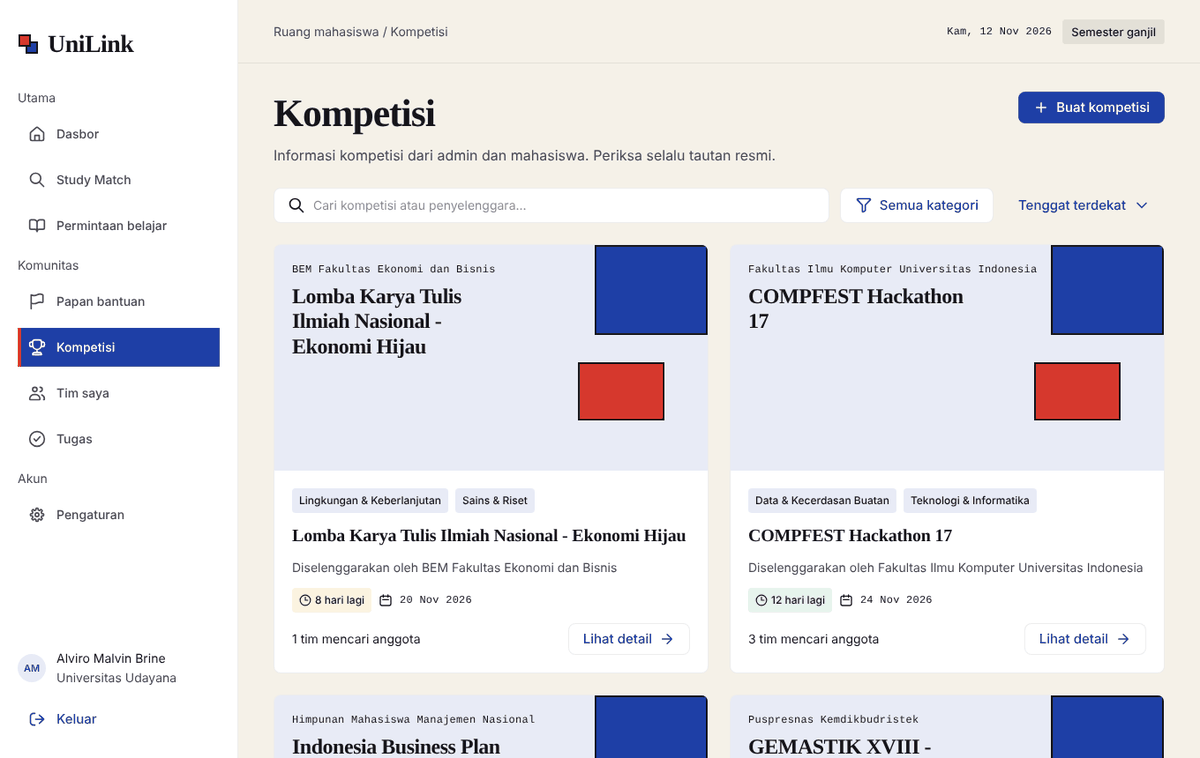 UniLink
Utama
Dasbor
Study Match
Permintaan belajar
Komunitas
Papan bantuan
Kompetisi
Tim saya
Tugas
Akun
Pengaturan
AM
Alviro Malvin Brine
Universitas Udayana
Keluar
Ruang mahasiswa / Kompetisi
Kam, 12 Nov 2026
Semester ganjil
Kompetisi
+ Buat kompetisi
Informasi kompetisi dari admin dan mahasiswa. Periksa selalu tautan resmi.
Cari kompetisi atau penyelenggara...
Semua kategori
Tenggat terdekat
BEM Fakultas Ekonomi dan Bisnis
Lomba Karya Tulis
Ilmiah Nasional -
Ekonomi Hijau
Lingkungan & Keberlanjutan
Sains & Riset
Lomba Karya Tulis Ilmiah Nasional - Ekonomi Hijau
Diselenggarakan oleh BEM Fakultas Ekonomi dan Bisnis
8 hari lagi
20 Nov 2026
1 tim mencari anggota
Lihat detail
Fakultas Ilmu Komputer Universitas Indonesia
COMPFEST Hackathon
17
Data & Kecerdasan Buatan
Teknologi & Informatika
COMPFEST Hackathon 17
Diselenggarakan oleh Fakultas Ilmu Komputer Universitas Indonesia
12 hari lagi
24 Nov 2026
3 tim mencari anggota
Lihat detail
Himpunan Mahasiswa Manajemen Nasional
Indonesia Business Plan
Puspresnas Kemdikbudristek
GEMASTIK XVIII -